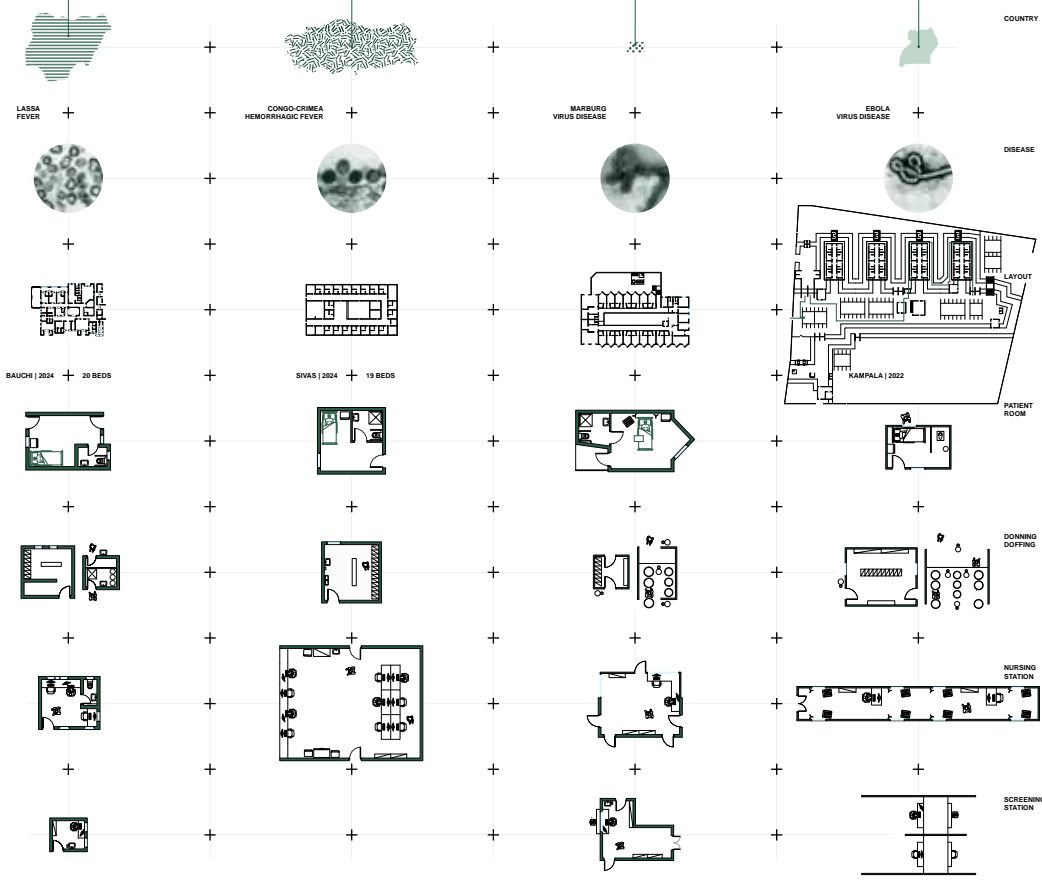 COUNTRY
LASSA
FEVER
CONGO-CRIMEA
HEMORRHAGIC FEVER
MARBURG
VIRUS DISEASE
EBOLA
VIRUS DISEASE
DISEASE
LAYOUT
BAUCHI | 2024 20 BEDS
SIVAS | 2024 19 BEDS
KAMPALA | 2022
PATIENT
ROOM
DONNING
DOFFING
NURSING
STATION
SCREENING
STATION